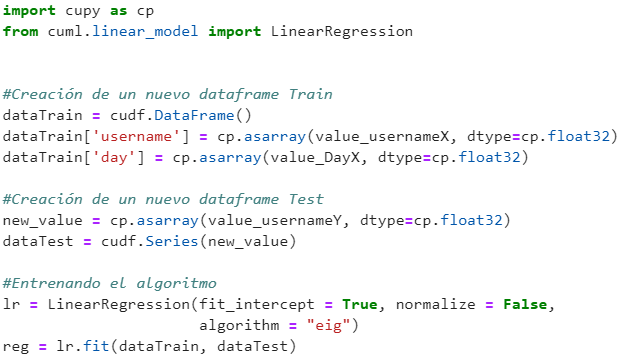 import cupy as cp
from cuml.linear_model import LinearRegression
#Creación de un nuevo dataframe Train
dataTrain = cudf.DataFrame()
dataTrain['username'] = cp.asarray(value_usernameX, dtype=cp.float32)
dataTrain['day'] = cp.asarray(value_DayX, dtype=cp.float32)
#Creación de un nuevo dataframe Test
new_value = cp.asarray(value_usernameY, dtype=cp.float32)
dataTest = cudf.Series(new_value)
#Entrenando el algoritmo
lr = LinearRegression(fit_intercept = True, normalize = False,
algorithm = "eig")
reg = lr.fit(dataTrain, dataTest)